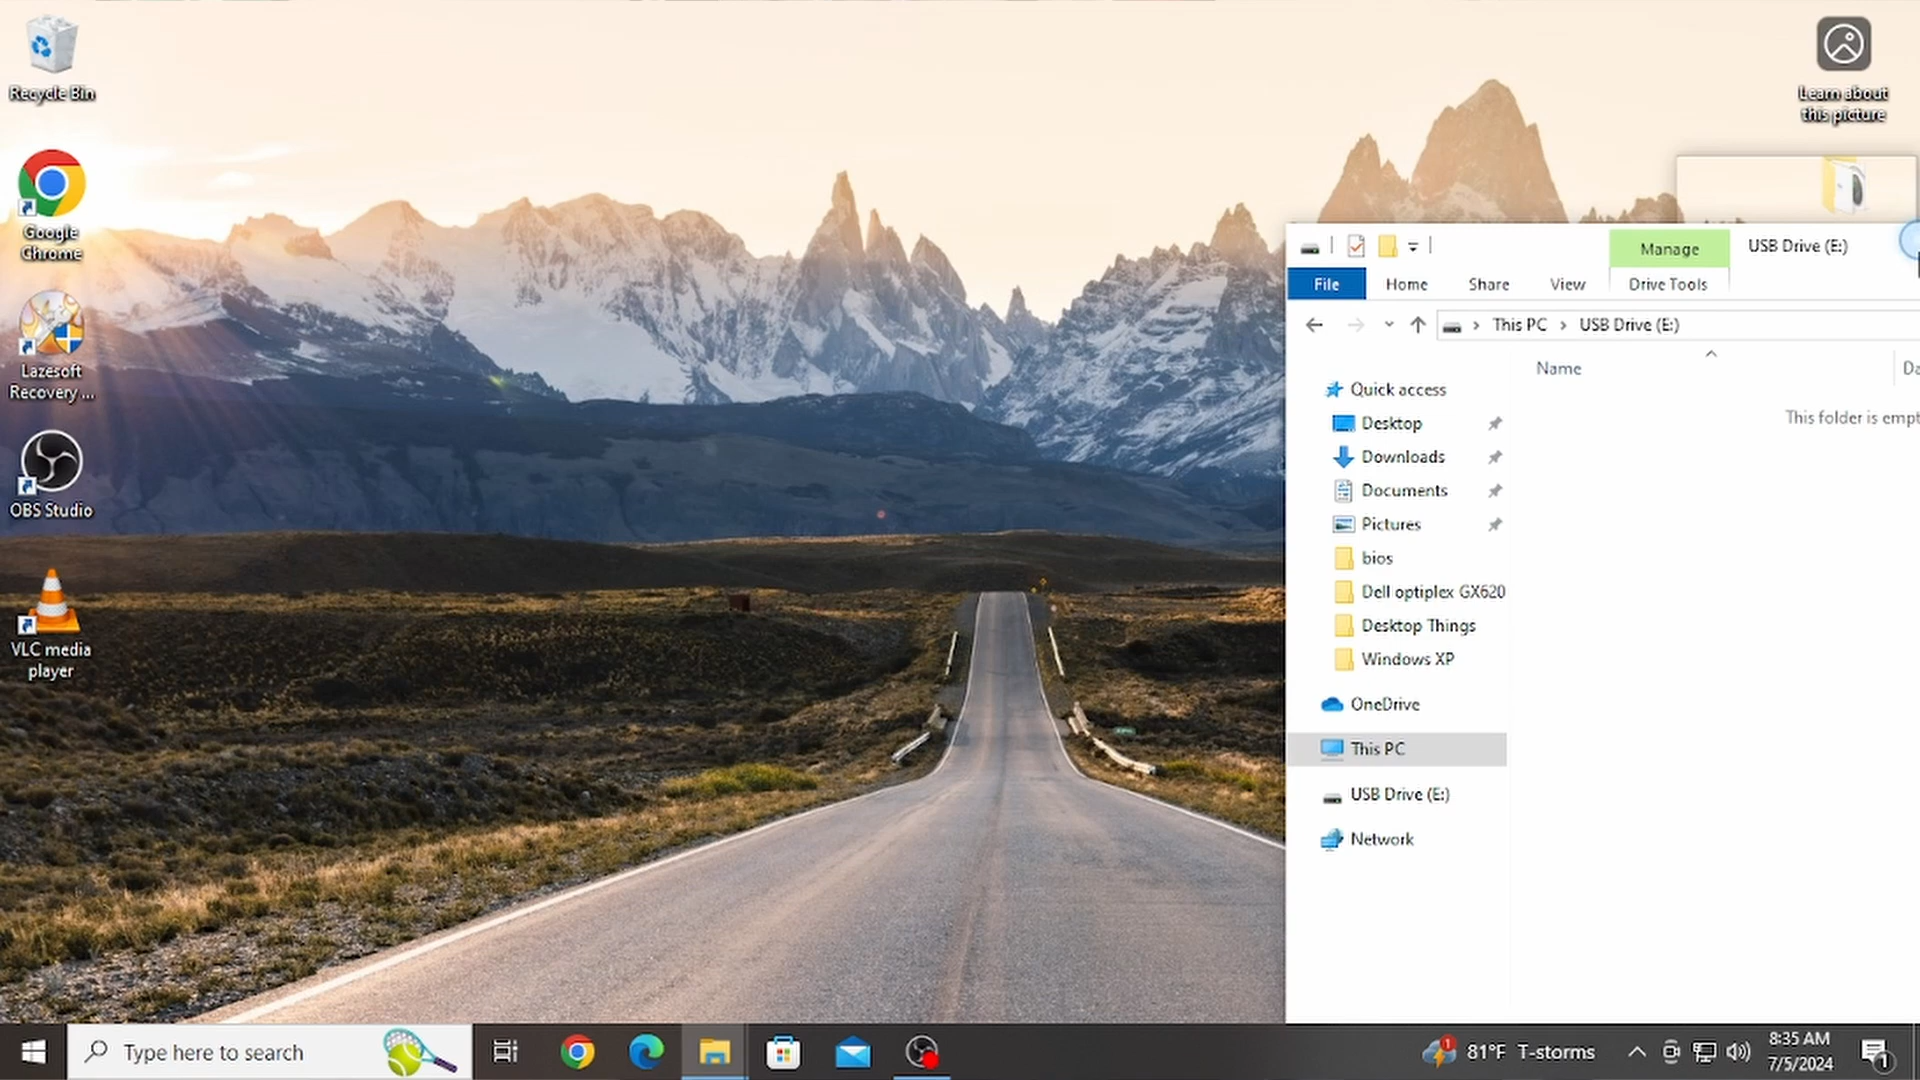 Recycle Bin
Google
Chrome
Lazesoft
Recovery ...
OBS Studio
VLC media
player
Learn about
this picture
Manage
USB Drive (E:)
File
Home
Share
View
Drive Tools
This PC
USB Drive (E:)
Name
This folder is empt
Quick access
Desktop
Downloads
Documents
Pictures
bios
Dell optiplex GX620
Desktop Things
Windows XP
OneDrive
This PC
USB Drive (E:)
Network
Type here to search
1
81°F T-storms
8:35 AM
7/5/2024
1